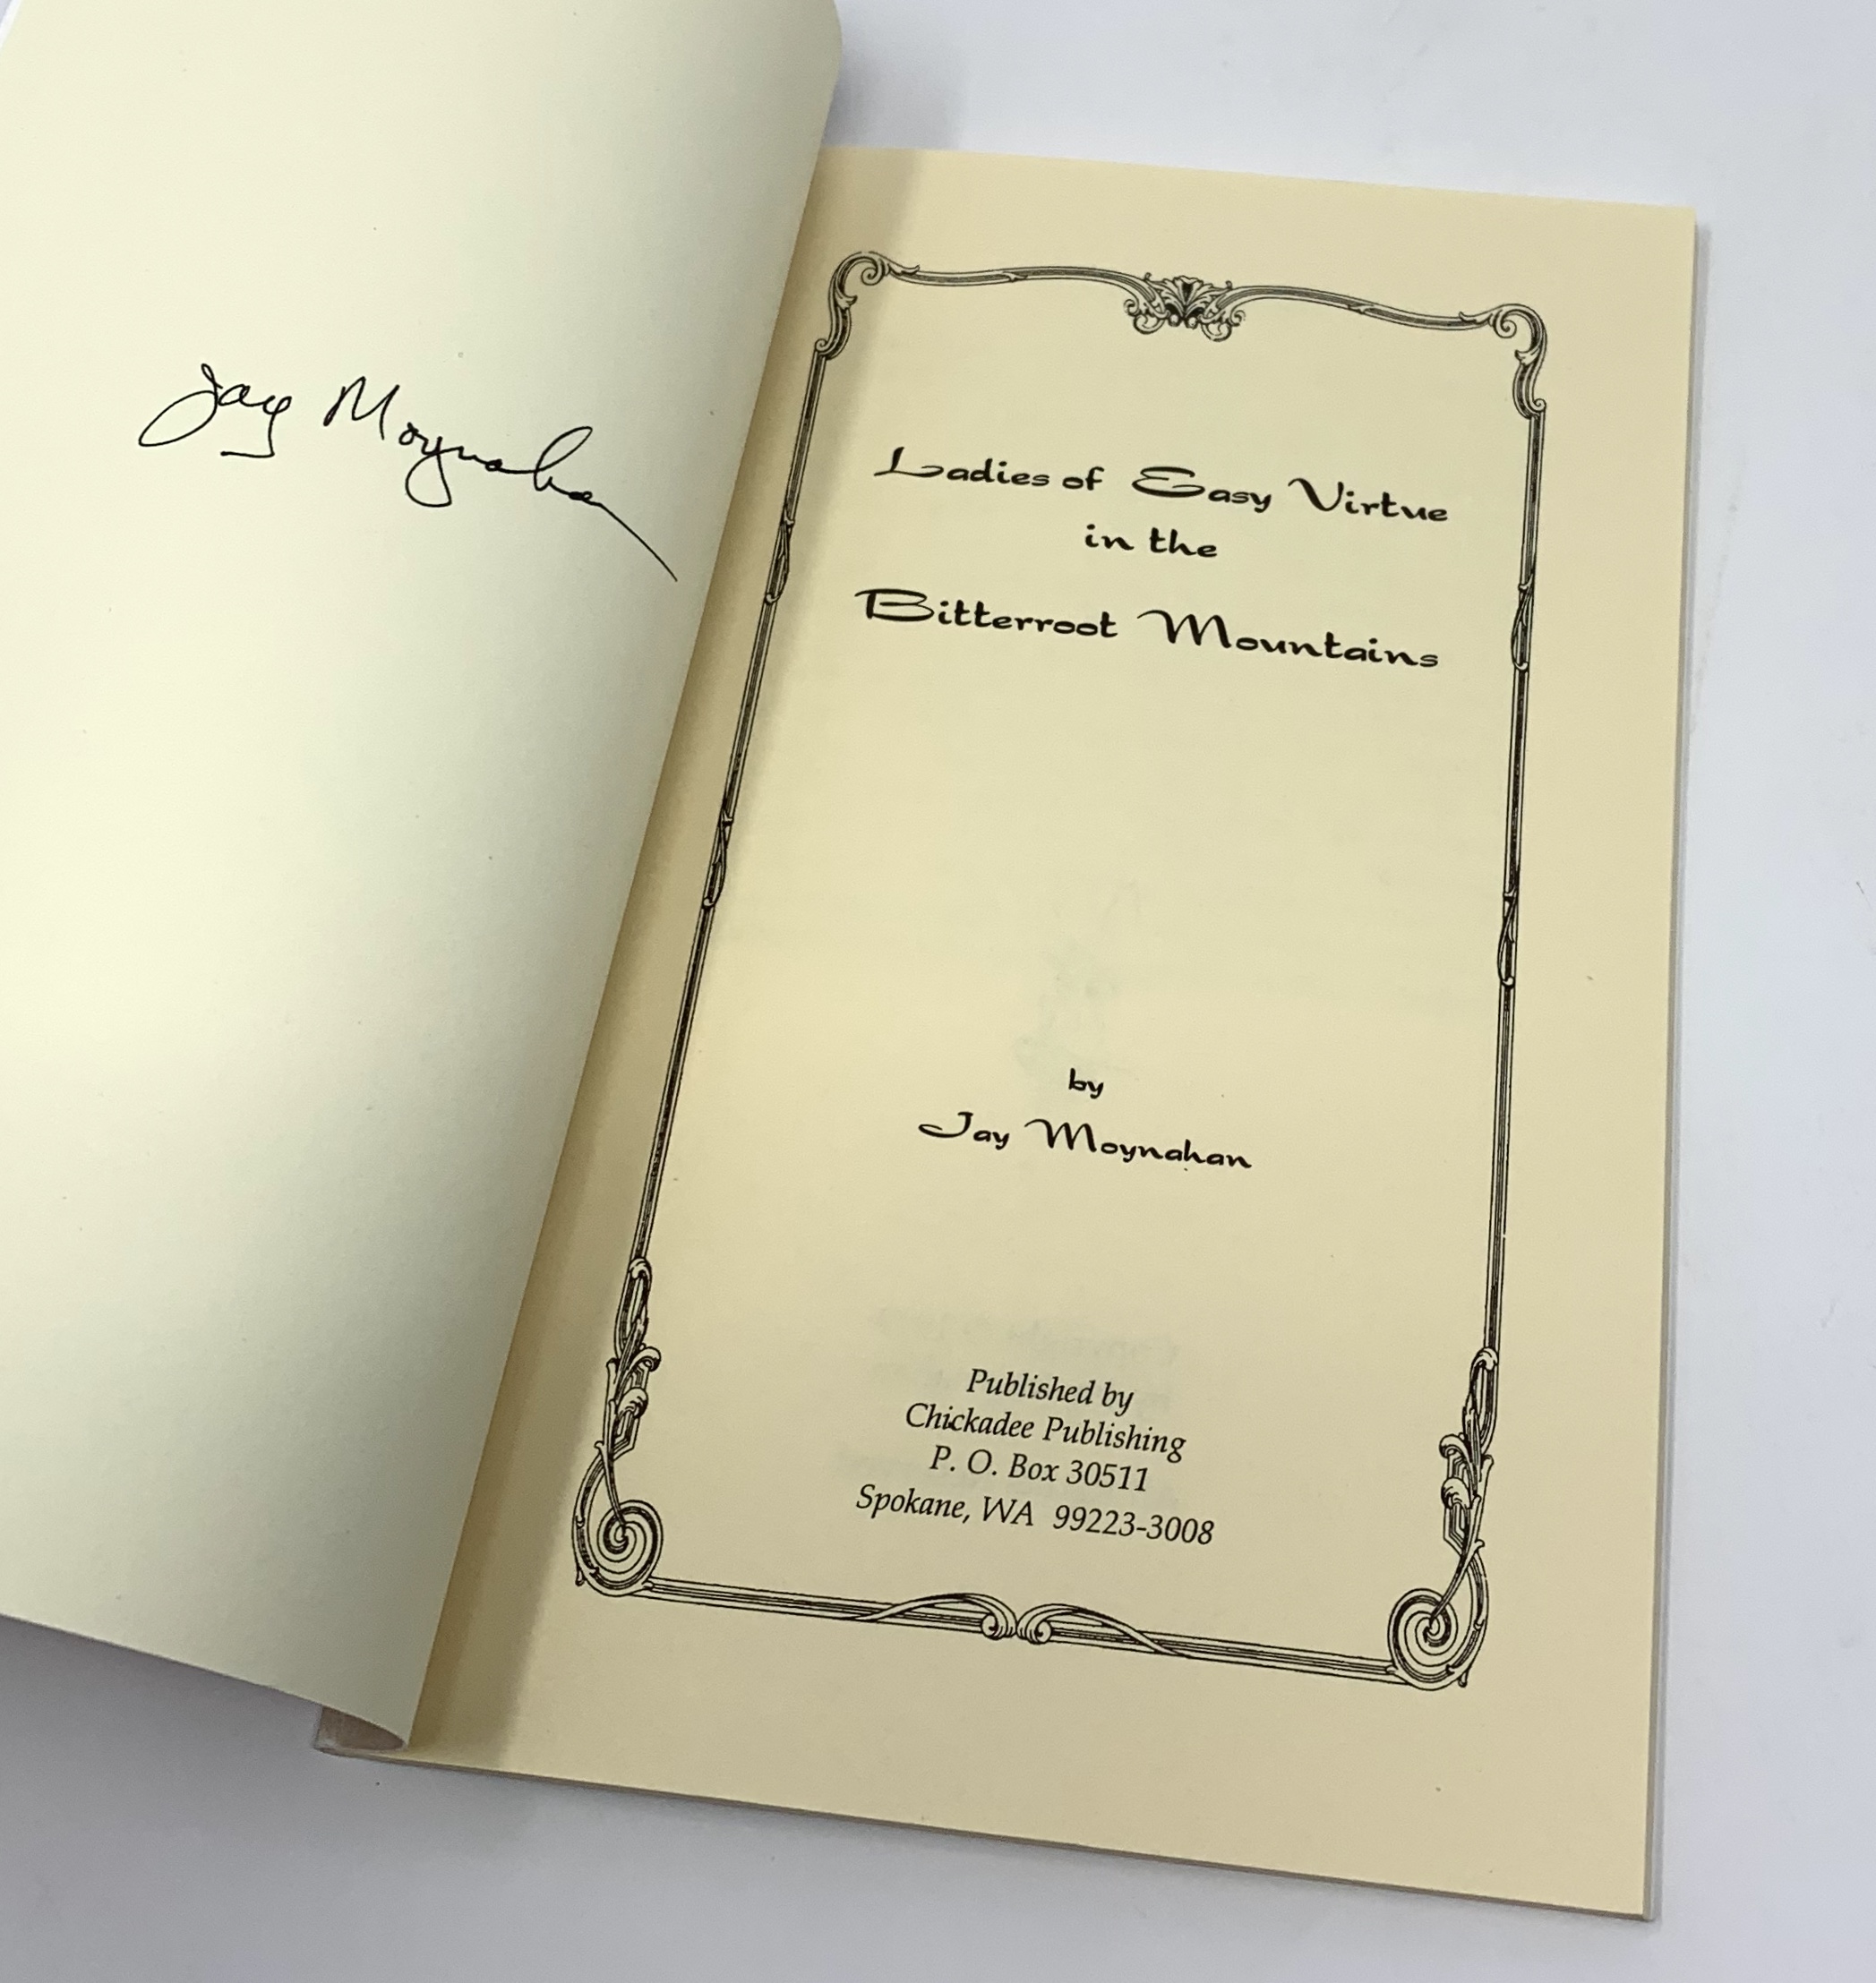 Jay Moynahan
Ladies of Easy Virtue
in the
Bitterroot Mountains
by
Jay Moynahan
Published by
Chickadee Publishing
P. O. Box 30511
Spokane, WA 99223-3008